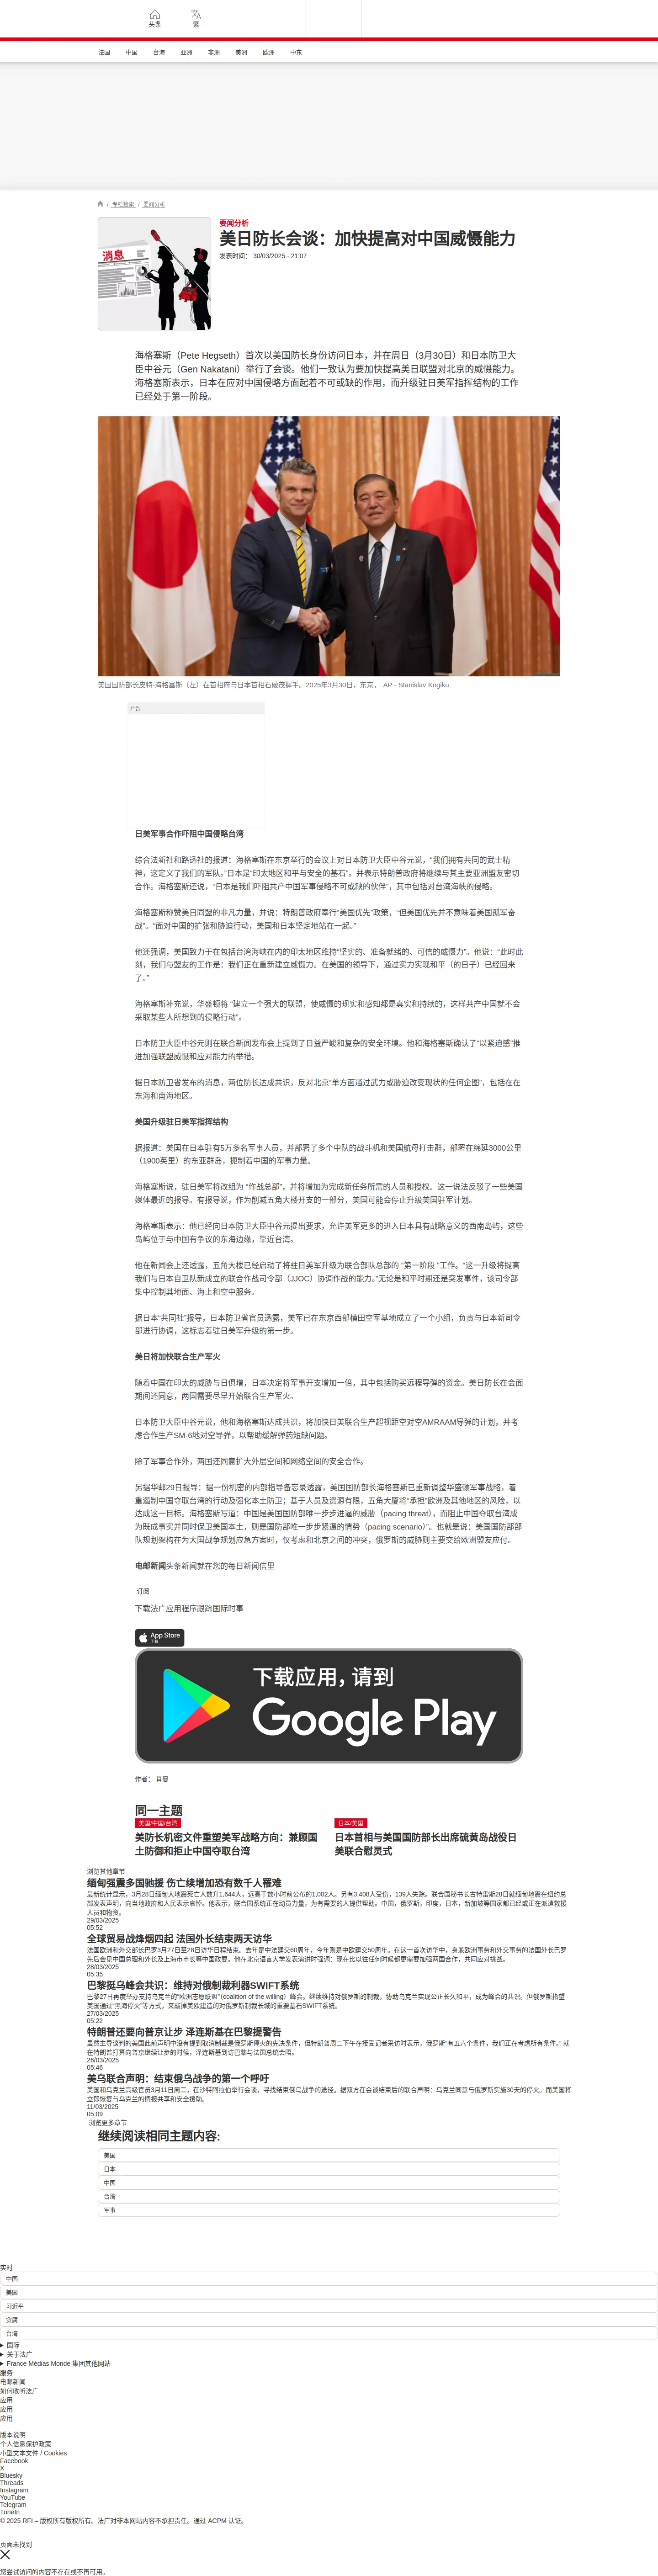 头条
繁
法国
中国
台海
亚洲
非洲
美洲
欧洲
中东
/ 专栏检索 / 要闻分析
消息
要闻分析
美日防长会谈：加快提高对中国威慑能力
发表时间： 30/03/2025 - 21:07
海格塞斯（Pete Hegseth）首次以美国防长身份访问日本，并在周日（3月30日）和日本防卫大
臣中谷元（Gen Nakatani）举行了会谈。他们一致认为要加快提高美日联盟对北京的威慑能力。
海格塞斯表示，日本在应对中国侵略方面起着不可或缺的作用，而升级驻日美军指挥结构的工作
已经处于第一阶段。
美国国防部长皮特-海格塞斯（左）在首相府与日本首相石破茂握手。2025年3月30日，东京， AP - Stanislav Kogiku
广告
日美军事合作吓阻中国侵略台湾
综合法新社和路透社的报道：海格塞斯在东京举行的会议上对日本防卫大臣中谷元说，“我们拥有共同的武士精
神，这定义了我们的军队。”日本是“印太地区和平与安全的基石”。并表示特朗普政府将继续与其主要亚洲盟友密切
合作。海格塞斯还说，“日本是我们吓阻共产中国军事侵略不可或缺的伙伴”，其中包括对台湾海峡的侵略。
海格塞斯称赞美日同盟的非凡力量，并说：特朗普政府奉行“美国优先”政策，“但美国优先并不意味着美国孤军奋
战”。“面对中国的扩张和胁迫行动，美国和日本坚定地站在一起。”
他还强调，美国致力于在包括台湾海峡在内的印太地区维持“坚实的、准备就绪的、可信的威慑力”。他说：“此时此
刻，我们与盟友的工作是：我们正在重新建立威慑力。在美国的领导下，通过实力实现和平（的日子）已经回来
了。”
海格塞斯补充说，华盛顿将 “建立一个强大的联盟，使威慑的现实和感知都是真实和持续的，这样共产中国就不会
采取某些人所想到的侵略行动”。
日本防卫大臣中谷元则在联合新闻发布会上提到了日益严峻和复杂的安全环境。他和海格塞斯确认了“以紧迫感”推
进加强联盟威慑和应对能力的举措。
据日本防卫省发布的消息，两位防长达成共识，反对北京“单方面通过武力或胁迫改变现状的任何企图”，包括在在
东海和南海地区。
美国升级驻日美军指挥结构
据报道：美国在日本驻有5万多名军事人员，并部署了多个中队的战斗机和美国航母打击群，部署在绵延3000公里
（1900英里）的东亚群岛，扼制着中国的军事力量。
海格塞斯说，驻日美军将改组为 “作战总部”，并将增加为完成新任务所需的人员和授权。这一说法反驳了一些美国
媒体最近的报导。有报导说，作为削减五角大楼开支的一部分，美国可能会停止升级美国驻军计划。
海格塞斯表示：他已经向日本防卫大臣中谷元提出要求，允许美军更多的进入日本具有战略意义的西南岛屿，这些
岛屿位于与中国有争议的东海边缘，靠近台湾。
他在新闻会上还透露，五角大楼已经启动了将驻日美军升级为联合部队总部的 “第一阶段 ”工作。“这一升级将提高
我们与日本自卫队新成立的联合作战司令部（JJOC）协调作战的能力。”无论是和平时期还是突发事件，该司令部
集中控制其地面、海上和空中服务。
据日本“共同社”报导，日本防卫省官员透露，美军已在东京西部横田空军基地成立了一个小组，负责与日本新司令
部进行协调，这标志着驻日美军升级的第一步。
美日将加快联合生产军火
随着中国在印太的威胁与日俱增，日本决定将军事开支增加一倍，其中包括购买远程导弹的资金。美日防长在会面
期间还同意，两国需要尽早开始联合生产军火。
日本防卫大臣中谷元说，他和海格塞斯达成共识，将加快日美联合生产超视距空对空AMRAAM导弹的计划，并考
虑合作生产SM-6地对空导弹，以帮助缓解弹药短缺问题。
除了军事合作外，两国还同意扩大外层空间和网络空间的安全合作。
另据华邮29日报导：据一份机密的内部指导备忘录透露，美国国防部长海格塞斯已重新调整华盛顿军事战略，着
重遏制中国夺取台湾的行动及强化本土防卫；基于人员及资源有限，五角大厦将“承担”欧洲及其他地区的风险，以
达成这一目标。海格塞斯写道：中国是美国国防部唯一步步进逼的威胁（pacing threat），而阻止中国夺取台湾成
为既成事实并同时保卫美国本土，则是国防部唯一步步紧逼的情势（pacing scenario）”。也就是说：美国国防部部
队规划架构在为大国战争规划应急方案时，仅考虑和北京之间的冲突，俄罗斯的威胁则主要交给欧洲盟友应付。
电邮新闻头条新闻就在您的每日新闻信里
订阅
下载法广应用程序跟踪国际时事
App Store
下载
下载应用，请到
Google Play
作者： 肖曼
同一主题
美国/中国/台湾
美防长机密文件重塑美军战略方向：兼顾国
土防御和拒止中国夺取台湾
日本/美国
日本首相与美国国防部长出席硫黄岛战役日
美联合慰灵式
浏览其他章节
缅甸强震多国驰援 伤亡续增加恐有数千人罹难
最新统计显示，3月28日缅甸大地震死亡人数升1,644人，远高于数小时前公布的1,002人。另有3,408人受伤，139人失踪。联合国秘书长古特雷斯28日就缅甸地震在纽约总
部发表声明，向当地政府和人民表示哀悼。他表示，联合国系统正在动员力量，为有需要的人提供帮助。中国，俄罗斯，印度，日本，新加坡等国家都已经或正在派遣救援
人员和物资。
29/03/2025
05:52
全球贸易战烽烟四起 法国外长结束两天访华
法国欧洲和外交部长巴罗3月27日至28日访华日程结束。去年是中法建交60周年，今年则是中欧建交50周年。在这一首次访华中，身兼欧洲事务和外交事务的法国外长巴罗
先后会见中国总理和外长及上海市市长等中国政要。他在北京语言大学发表演讲时强调：现在比以往任何时候都更需要加强两国合作，共同应对挑战。
28/03/2025
05:35
巴黎挺乌峰会共识：维持对俄制裁利器SWIFT系统
巴黎27日再度举办支持乌克兰的“欧洲志愿联盟”（coalition of the willing）峰会。继续维持对俄罗斯的制裁，协助乌克兰实现公正长久和平，成为峰会的共识。但俄罗斯指望
美国通过“黑海停火”等方式，来敲掉美欧建造的对俄罗斯制裁长城的重要基石SWIFT系统。
27/03/2025
05:22
特朗普还要向普京让步 泽连斯基在巴黎提警告
虽然主导谈判的美国此前声明中没有提到取消制裁是俄罗斯停火的先决条件，但特朗普周二下午在接受记者采访时表示，俄罗斯“有五六个条件，我们正在考虑所有条件。” 就
在特朗普打算向普京继续让步的时候，泽连斯基到访巴黎与法国总统会晤。
26/03/2025
05:46
美乌联合声明：结束俄乌战争的第一个呼吁
美国和乌克兰高级官员3月11日周二，在沙特阿拉伯举行会谈，寻找结束俄乌战争的途径。据双方在会谈结束后的联合声明：乌克兰同意与俄罗斯实施30天的停火。而美国将
立即恢复与乌克兰的情报共享和安全援助。
11/03/2025
05:09
浏览更多章节
继续阅读相同主题内容:
美国
日本
中国
台湾
军事
实时
中国
美国
习近平
贪腐
台湾
国际
关于法广
France Médias Monde 集团其他网站
服务
电邮新闻
如何收听法广
应用
应用
应用
版本说明
个人信息保护政策
小型文本文件 / Cookies
Facebook
X
Bluesky
Threads
Instagram
YouTube
Telegram
TuneIn
© 2025 RFI – 版权所有版权所有。法广对非本网站内容不承担责任。通过 ACPM 认证。
页面未找到
您尝试访问的内容不存在或不再可用。